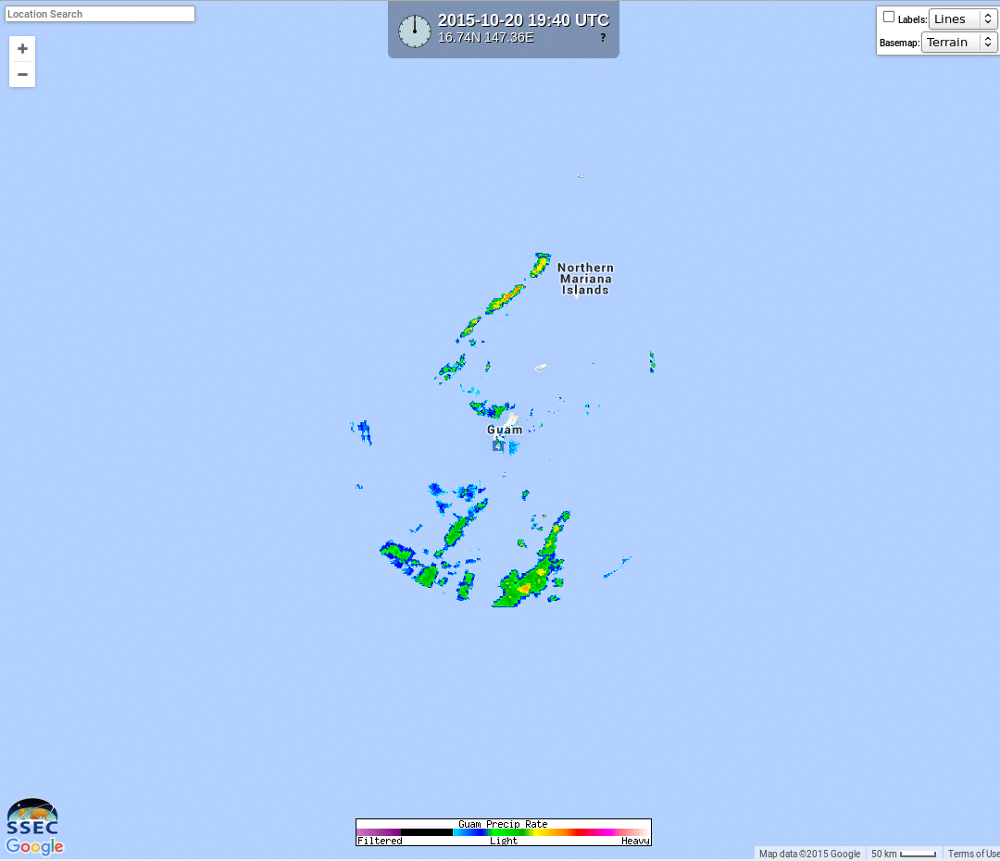 Location Search
+
−
2015-10-20 19:40 UTC
16.74N 147.36E
?
Labels: Lines
Basemap: Terrain
Northern
Mariana
Islands
Guam
4
Guam Precip Rate
Filtered Light Heavy
SSEC
Google
Map data ©2015 Google 50 km Terms of Use